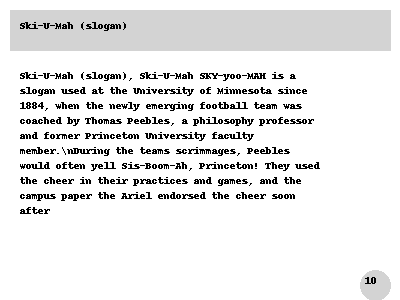 Ski-U-Mah (slogan)
Ski-U-Mah (slogan), Ski-U-Mah SKY-yoo-MAH is a
slogan used at the University of Minnesota since
1884, when the newly emerging football team was
coached by Thomas Peebles, a philosophy professor
and former Princeton University faculty
member.\nDuring the teams scrimmages, Peebles
would often yell Sis-Boom-Ah, Princeton! They used
the cheer in their practices and games, and the
campus paper the Ariel endorsed the cheer soon
after
10